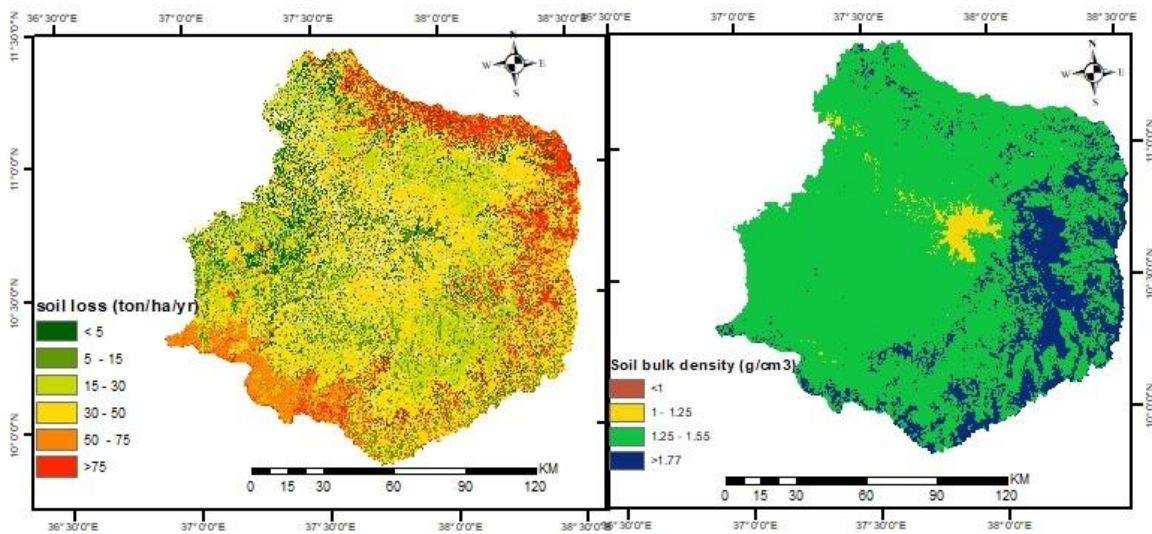 36°30'0"E 37°0'0"E 37°30'0"E 38°0'0"E 38°30'0"E
11°30'0"N
11°0'0"N
10°30'0"N
10°0'0"N
N
W E
S
soil loss (ton/ha/yr)
< 5
5 - 15
15 - 30
30 - 50
50 - 75
>75
KM
0 15 30 60 90 120
36°30'0"E 37°0'0"E 37°30'0"E 38°0'0"E 38°30'0"E
36°30'0"E 37°0'0"E 37°30'0"E 38°0'0"E 38°30'0"E
N
W E
S
11°0'0"N
10°30'0"N
10°0'0"N
Soil bulk density (g/cm3)
<1
1 - 1.25
1.25 - 1.55
>1.77
KM
0 15 30 60 90 120
37°0'0"E 37°30'0"E 38°0'0"E